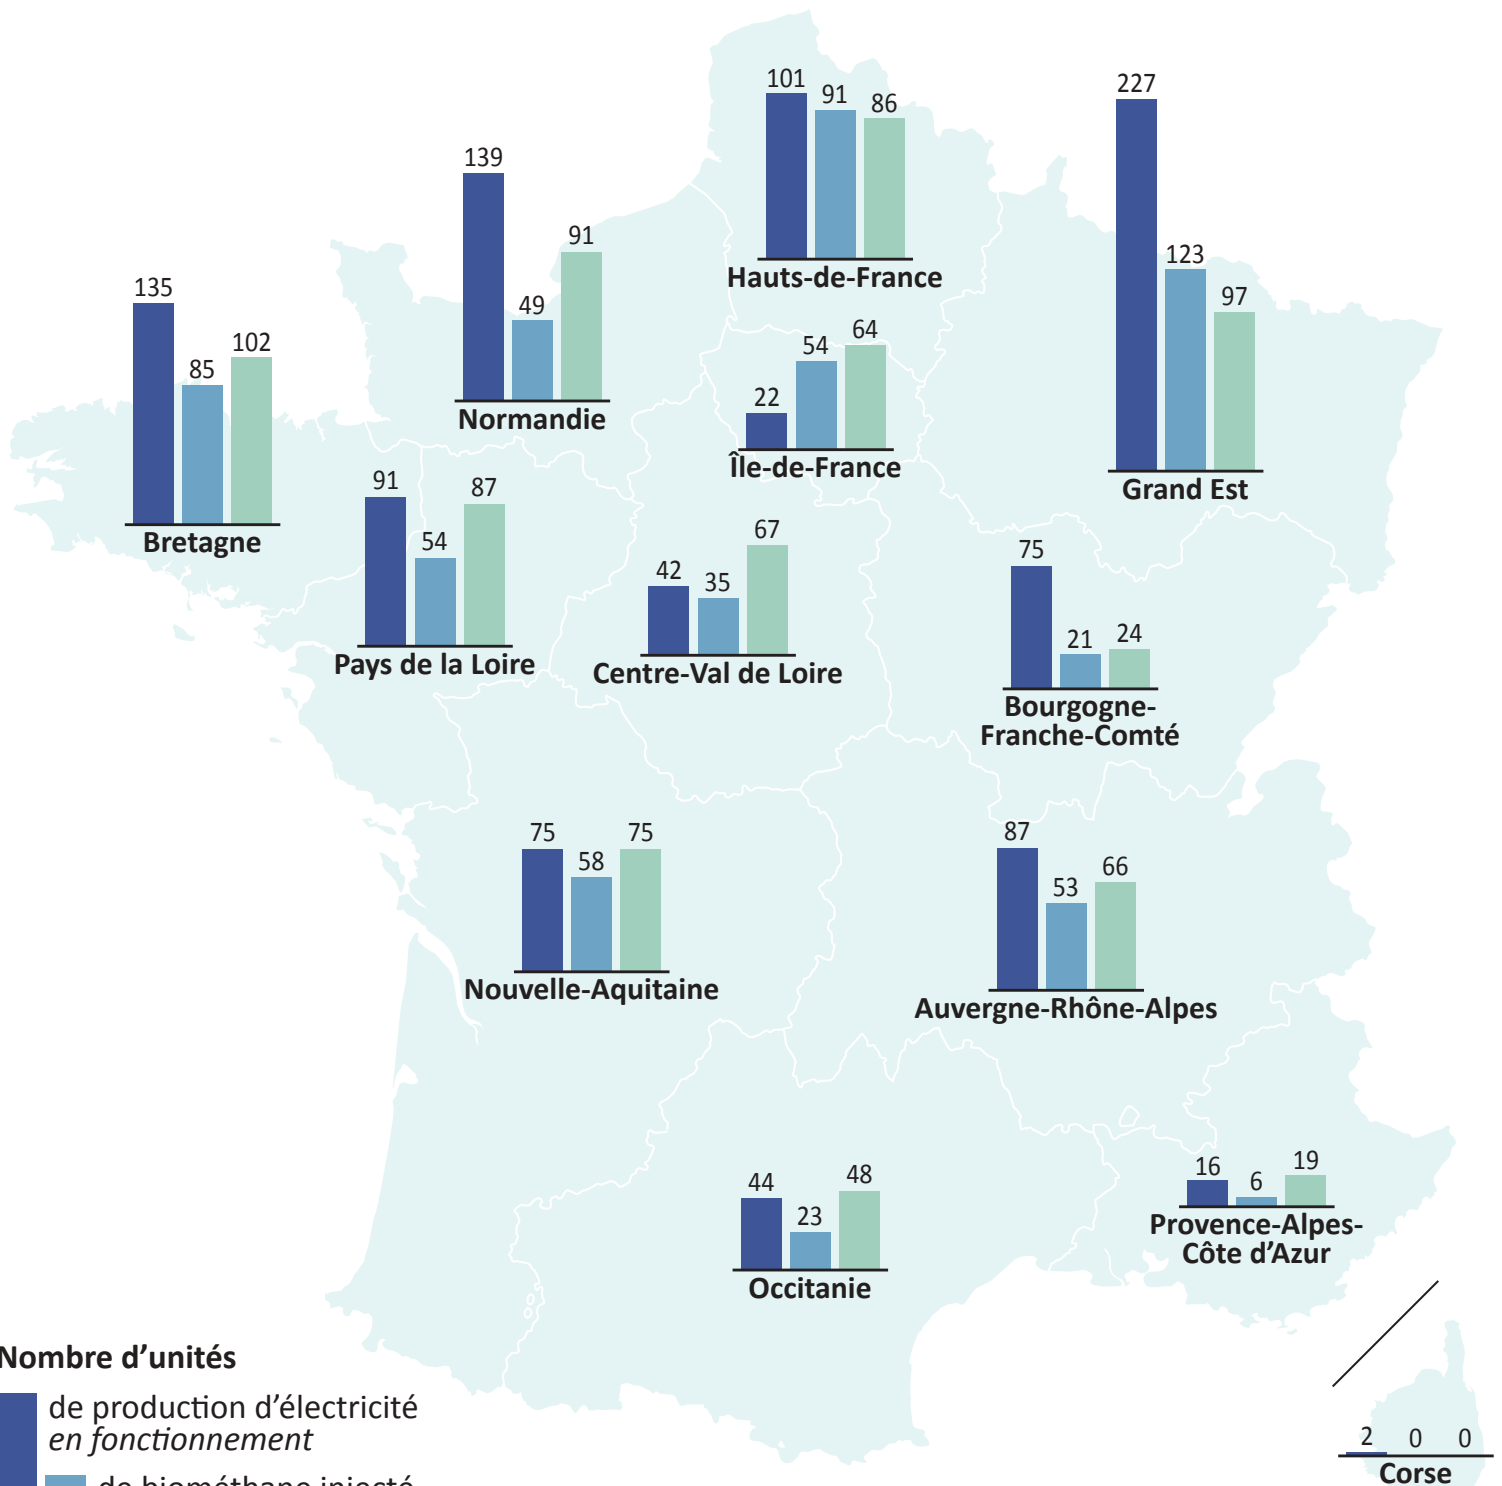 101
91
86
Hauts-de-France
227
123
97
Grand Est
139
49
91
Normandie
135
85
102
Bretagne
22
54
64
Île-de-France
91
54
87
Pays de la Loire
42
35
67
Centre-Val de Loire
75
21
24
Bourgogne-
Franche-Comté
75
58
75
Nouvelle-Aquitaine
87
53
66
Auvergne-Rhône-Alpes
44
23
48
Occitanie
16
6
19
Provence-Alpes-
Côte d’Azur
2
0
0
Corse
Nombre d’unités
de production d’électricité
en fonctionnement
de biométhane injecté